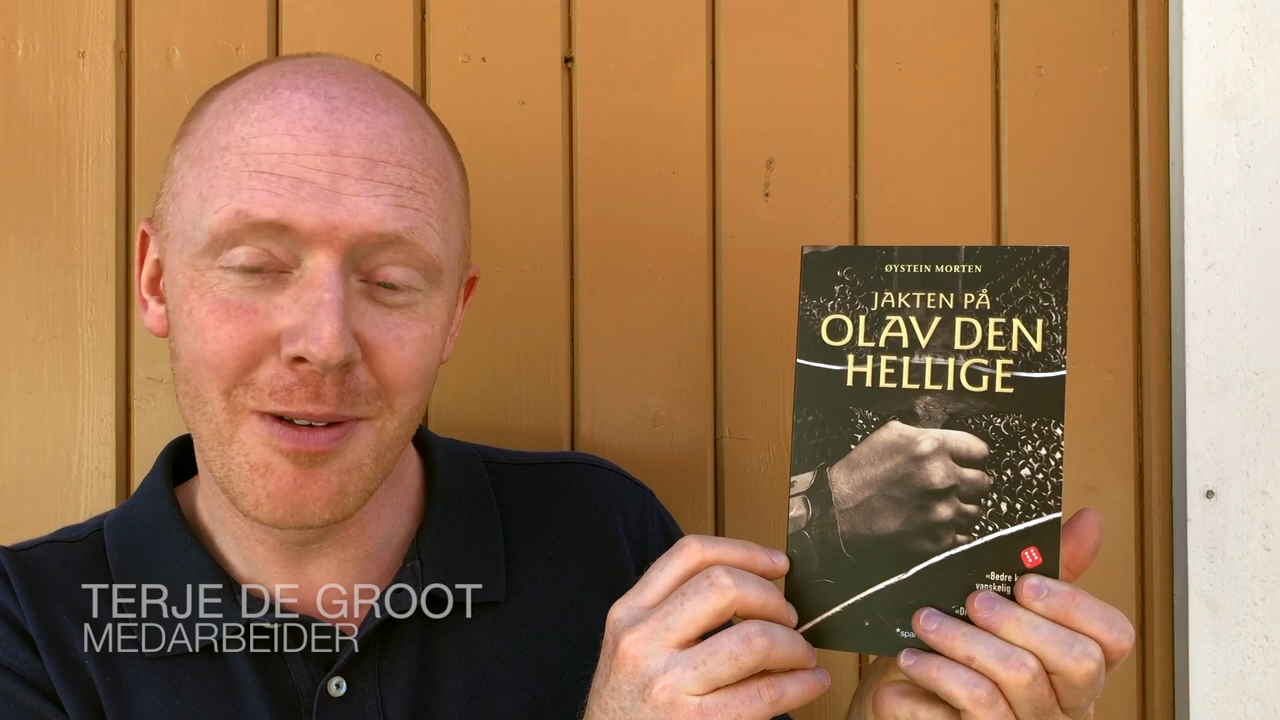 ØYSTEIN MORTEN
JAKTEN PÅ
OLAV DEN
HELLIGE
«Bedre
vanskelig
TERJE DE GROOT
MEDARBEIDER